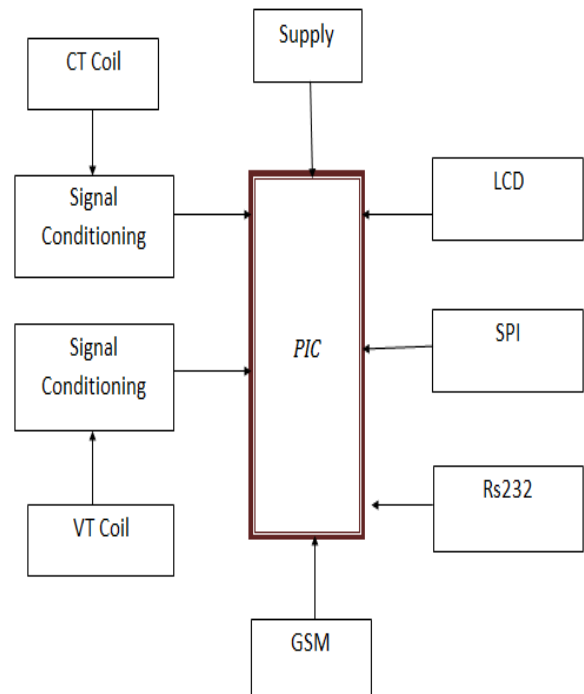 Supply
CT Coil
Signal
Conditioning
LCD
Signal
Conditioning
PIC
SPI
VT Coil
Rs232
GSM